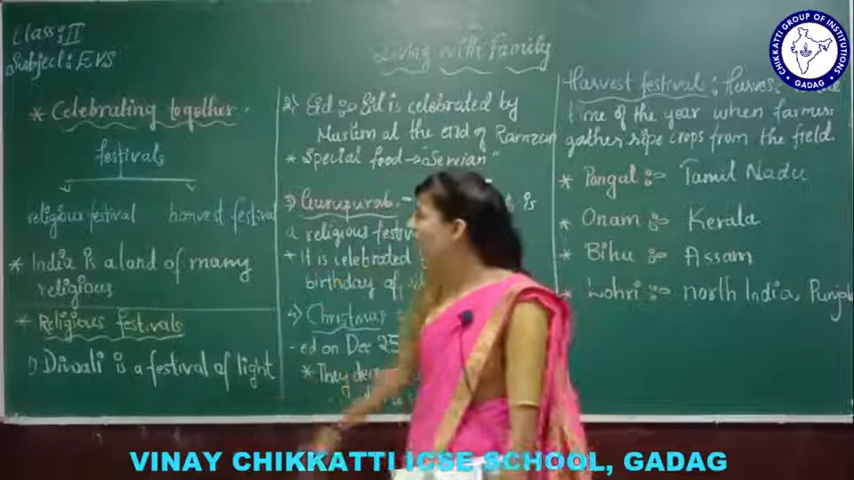 Class: II
Subject: EVS
Living with Family
* Celebrating together
festivals
religious festival harvest festival
* India is a land of many
religious
* Religious festivals
1) Diwali is a festival of light
2) Eid :- Eid is celebrated by
Muslim at the end of Ramzan
* special food → "Servian"
3) Gurupurab - is
a religious
* It is celebrated
birthday of
4) Christmas
-ed on Dec 25
* They
Harvest festival : Harvest
time of the year when farmer
gather's ripe crops from the field.
* Pongal :- Tamil Nadu
* Onam :- Kerala
* Bihu :- Assam
* Lohri :- north India, Punjab
CHIKKATTI GROUP OF INSTITUTIONS
GADAG
VINAY CHIKKATTI ICSE SCHOOL, GADAG